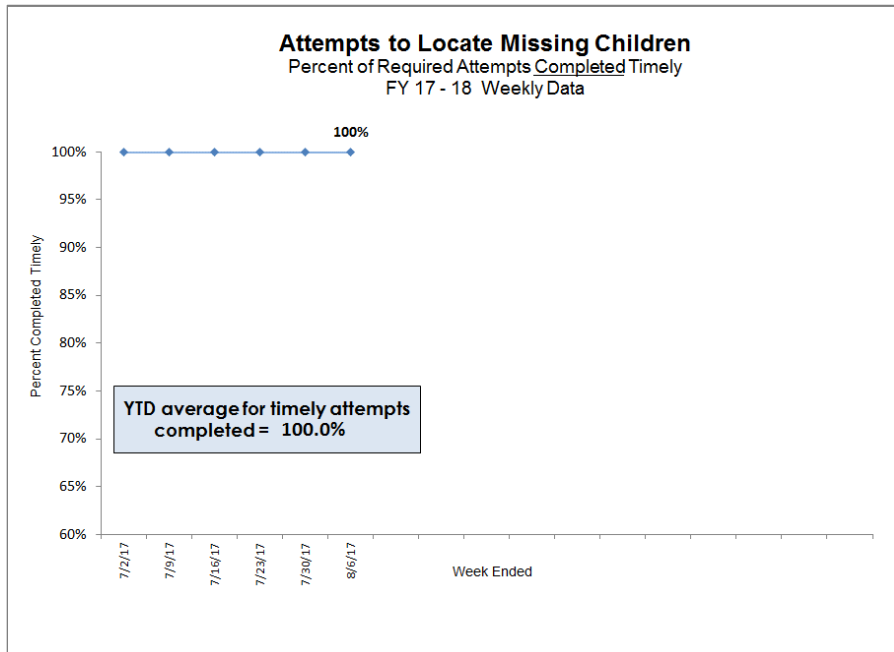 Attempts to Locate Missing Children
Percent of Required Attempts Completed Timely
FY 17 - 18 Weekly Data
100%
100%
95%
90%
85%
80%
75%
70%
65%
60%
Percent Completed Timely
YTD average for timely attempts
completed = 100.0%
7/2/17
7/9/17
7/16/17
7/23/17
7/30/17
8/6/17
Week Ended